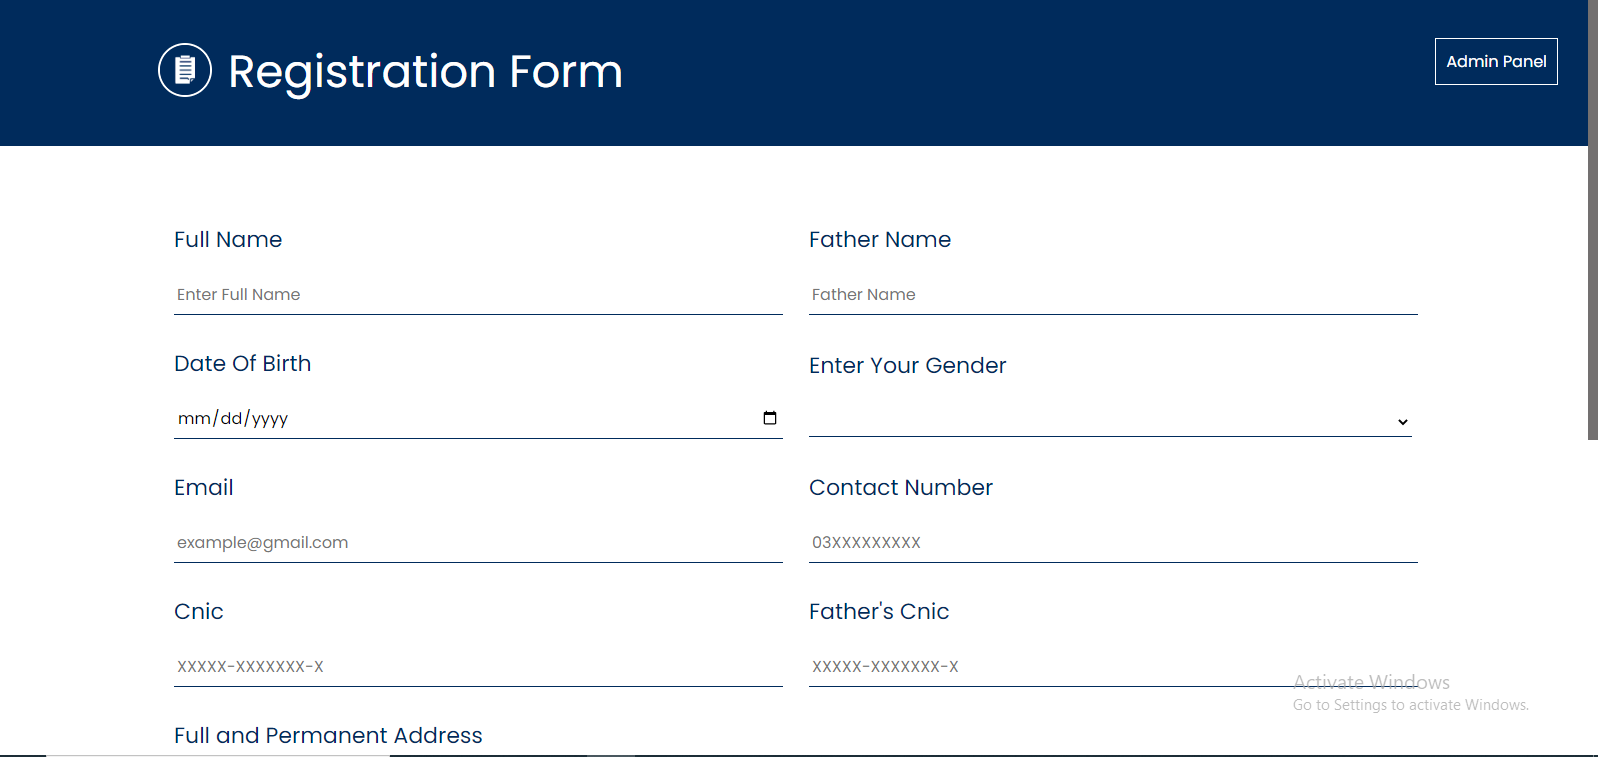 Registration Form
Admin Panel
Full Name
Father Name
Enter Full Name
Father Name
Date Of Birth
Enter Your Gender
mm/dd/yyyy
Email
Contact Number
example@gmail.com
03XXXXXXXXX
Cnic
Father's Cnic
XXXXX-XXXXXXX-X
XXXXX-XXXXXXX-X
Activate Windows
Go to Settings to activate Windows.
Full and Permanent Address